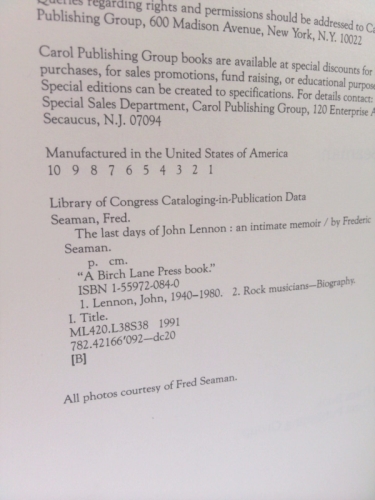 Queries regarding rights and permissions should be addressed to
Publishing Group, 600 Madison Avenue, New York, N.Y. 10022
Carol Publishing Group books are available at special discounts for
purchases, for sales promotions, fund raising, or educational
Special editions can be created to specifications. For details contact:
Special Sales Department, Carol Publishing Group, 120 Enterprise
Secaucus, N.J. 07094
Manufactured in the United States of America
10 9 8 7 6 5 4 3 2 1
Library of Congress Cataloging-in-Publication Data
Seaman, Fred.
The last days of John Lennon : an intimate memoir / by Frederic
Seaman.
p. cm.
"A Birch Lane Press book."
ISBN 1-55972-084-0
1. Lennon, John, 1940–1980. 2. Rock musicians—Biography.
I. Title.
ML420.L38S38 1991
782.42166'092—dc20
[B]
All photos courtesy of Fred Seaman.